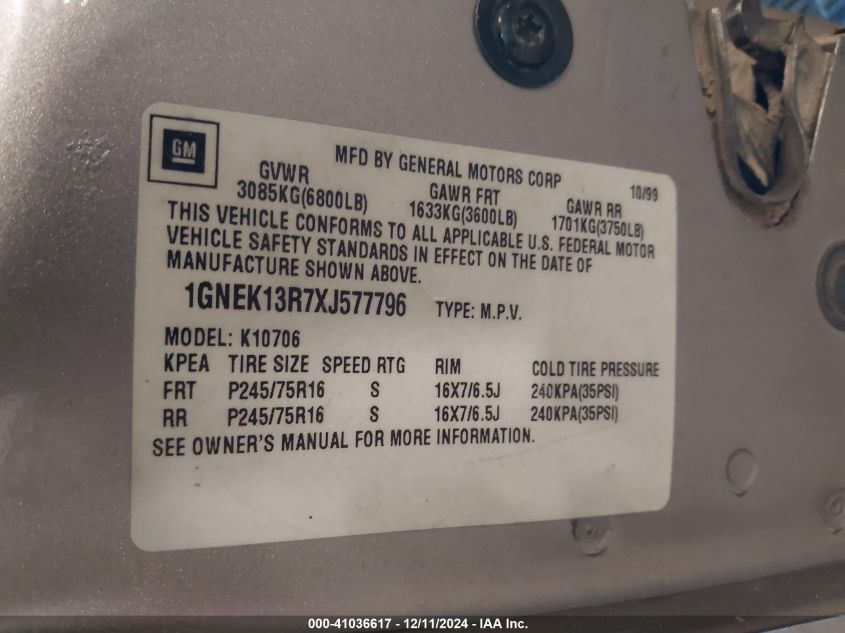 GM
MFD BY GENERAL MOTORS CORP 10/99
GVWR GAWR FRT GAWR RR
3085KG(6800LB) 1633KG(3600LB) 1701KG(3750LB)
THIS VEHICLE CONFORMS TO ALL APPLICABLE U.S. FEDERAL MOTOR
VEHICLE SAFETY STANDARDS IN EFFECT ON THE DATE OF
MANUFACTURE SHOWN ABOVE.
1GNEK13R7XJ577796 TYPE: M.P.V.
MODEL: K10706
KPEA TIRE SIZE SPEED RTG RIM COLD TIRE PRESSURE
FRT P245/75R16 S 16X7/6.5J 240KPA(35PSI)
RR P245/75R16 S 16X7/6.5J 240KPA(35PSI)
SEE OWNER'S MANUAL FOR MORE INFORMATION.
000-41036617 - 12/11/2024 - IAA Inc.